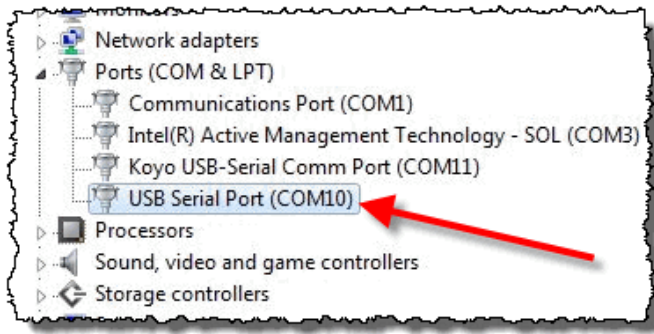 Monitors
Network adapters
Ports (COM & LPT)
Communications Port (COM1)
Intel(R) Active Management Technology - SOL (COM3)
Koyo USB-Serial Comm Port (COM11)
USB Serial Port (COM10)
Processors
Sound, video and game controllers
Storage controllers